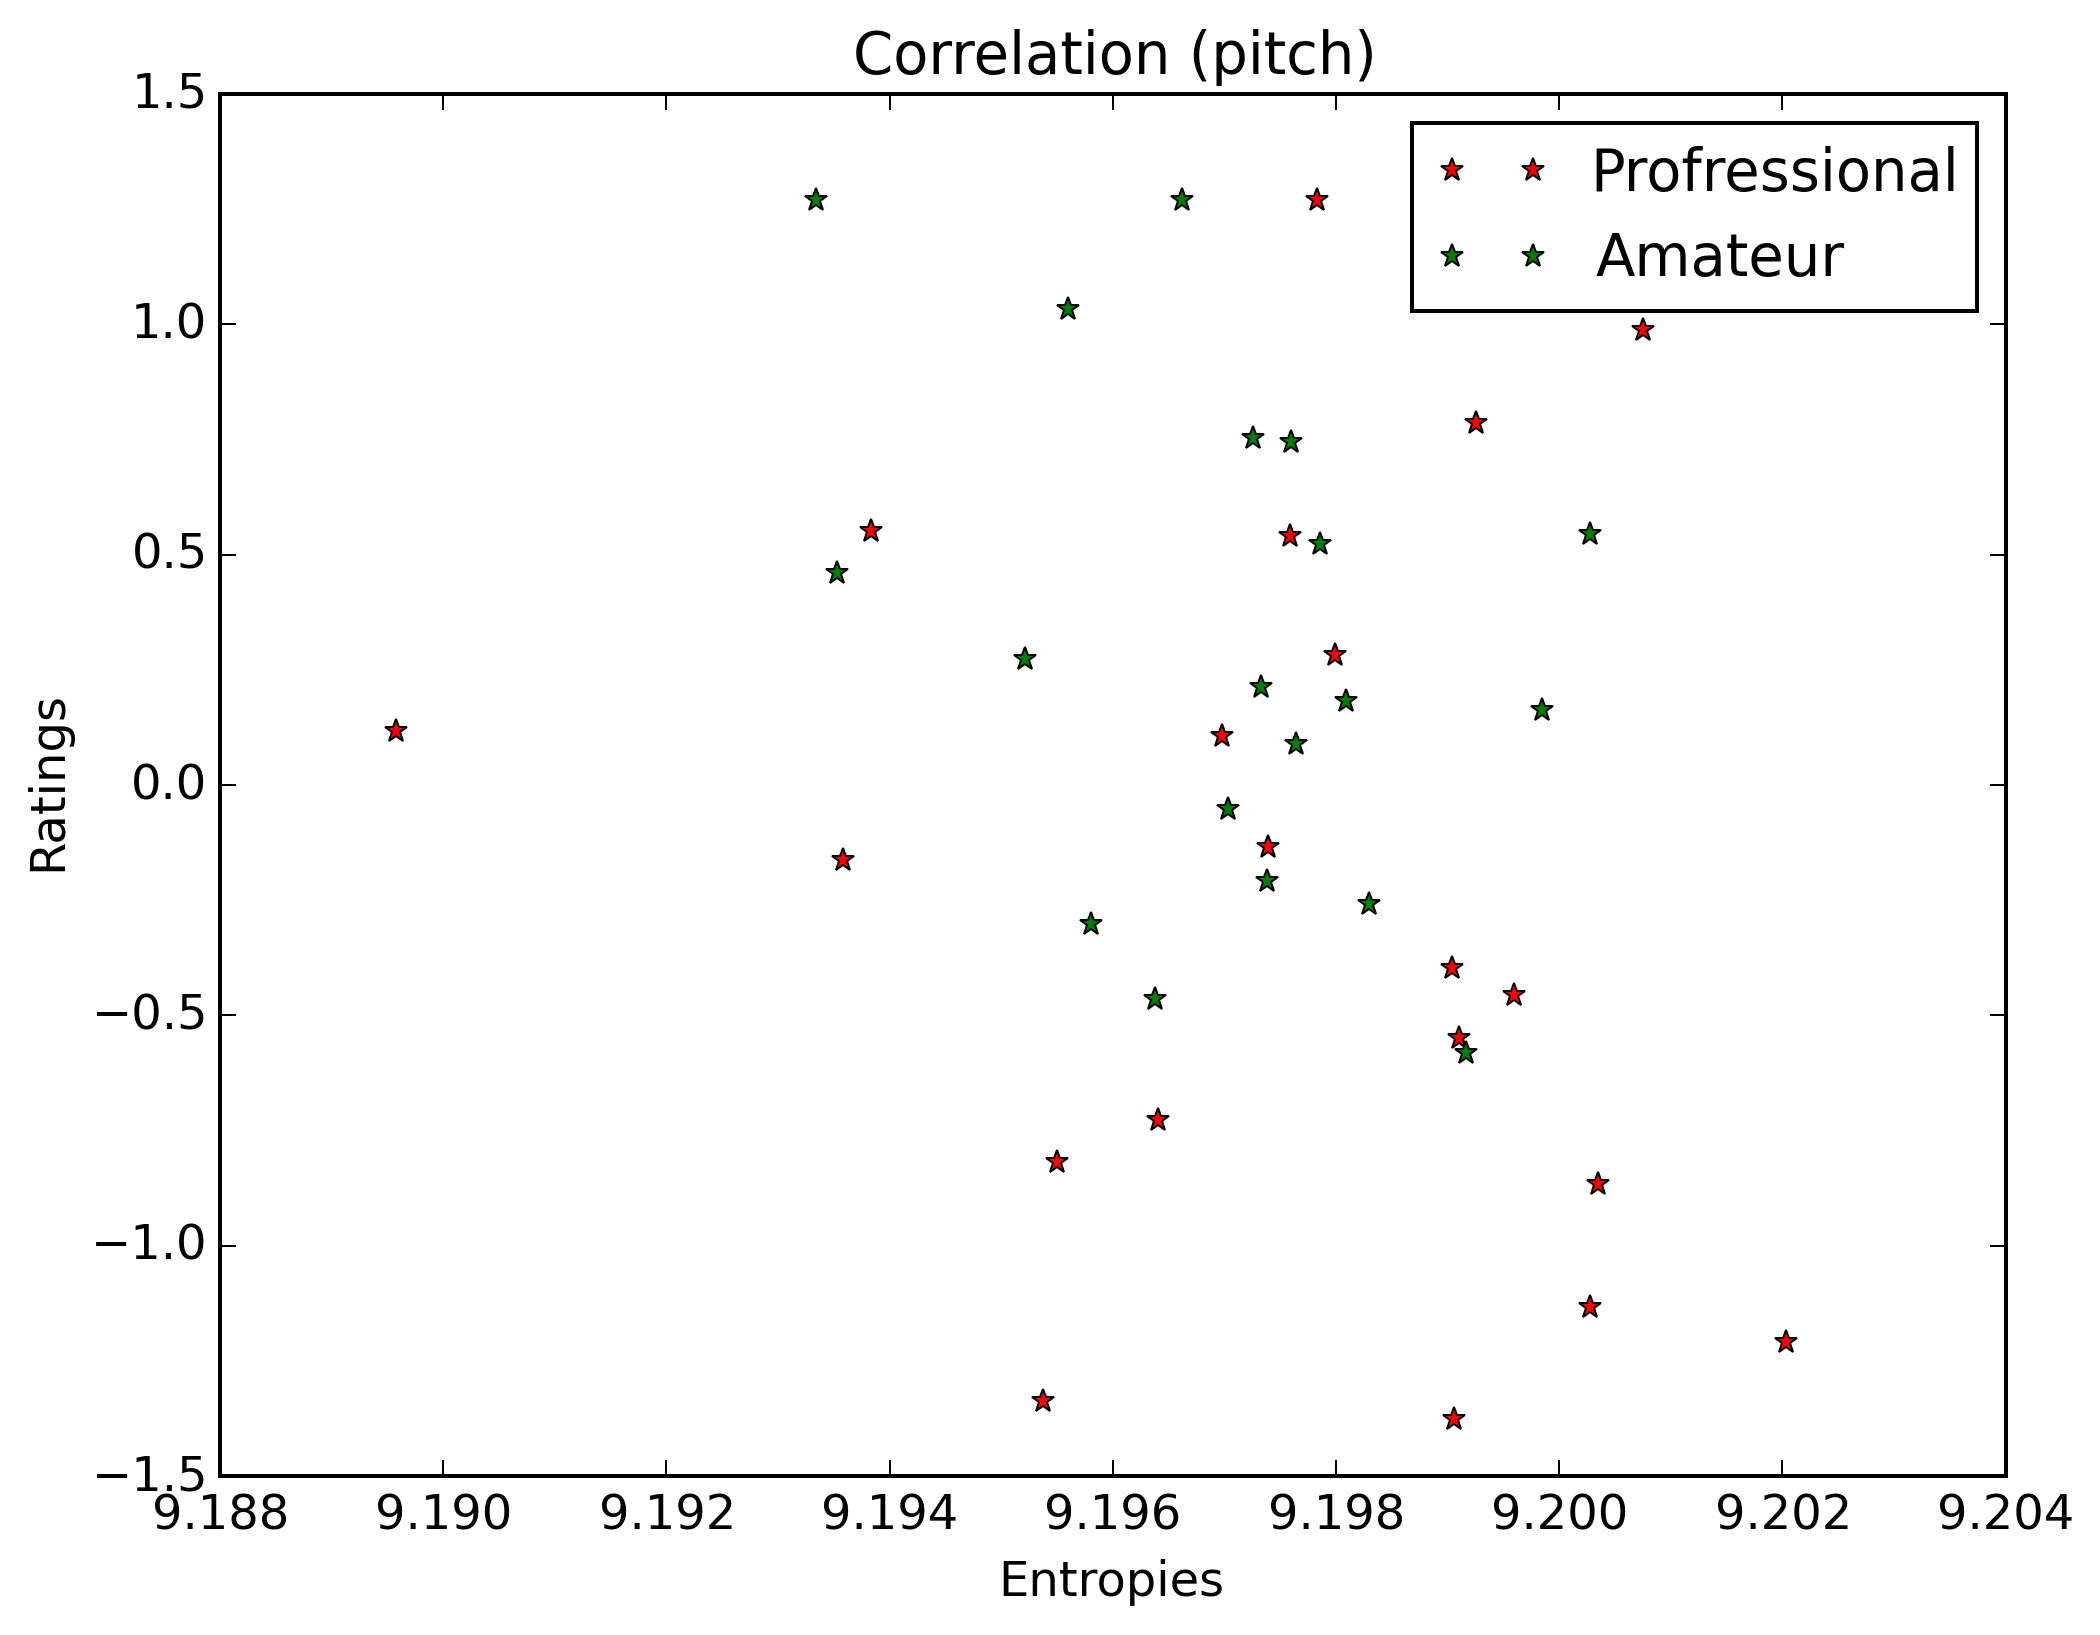 Correlation (pitch)
1.5
1.0
0.5
0.0
−0.5
−1.0
−1.5
Ratings
Profressional
Amateur
9.188 9.190 9.192 9.194 9.196 9.198 9.200 9.202 9.204
Entropies